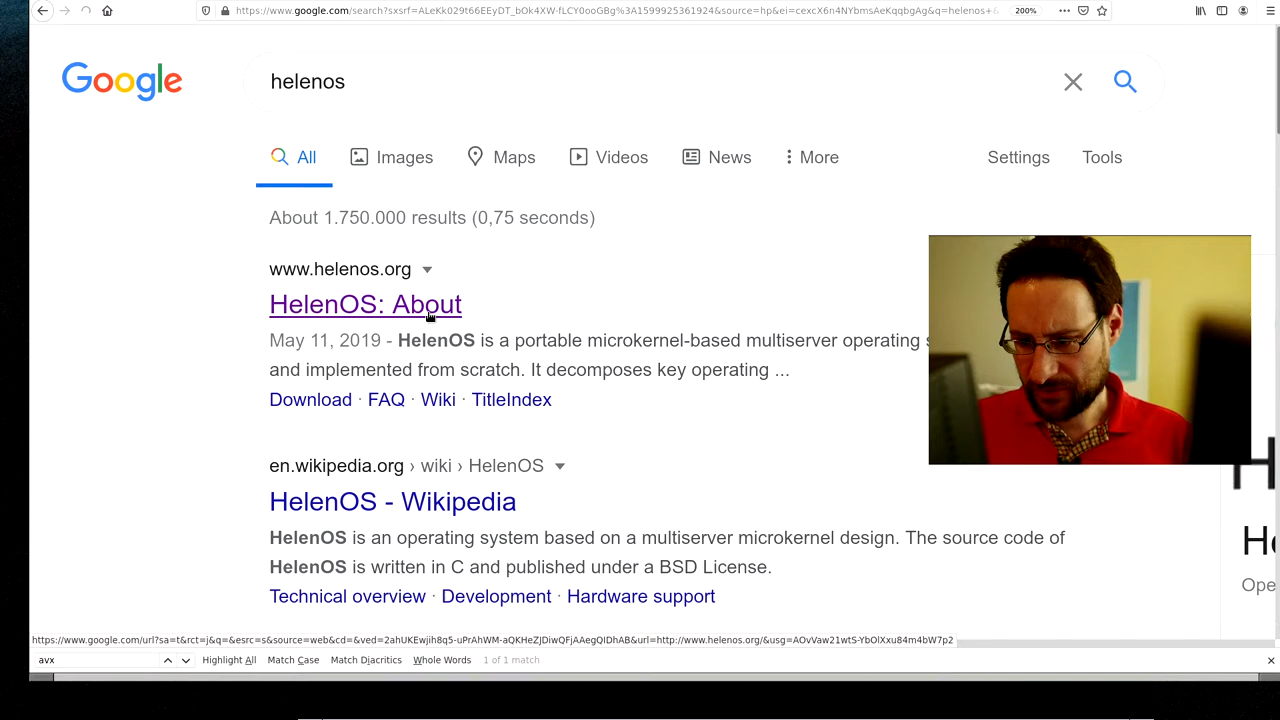 https://www.google.com/search?sxsrf=ALeKk029t66EEyDT_bOk4XW-fLCY0ooGBg%3A1599925361924&source=hp&ei=cexcX6n4NYbmsAeKqqbgAg&q=helenos+& 200%
Google helenos
All Images Maps Videos News More Settings Tools
About 1.750.000 results (0,75 seconds)
www.helenos.org
HelenOS: About
May 11, 2019 - HelenOS is a portable microkernel-based multiserver operating
and implemented from scratch. It decomposes key operating ...
Download · FAQ · Wiki · TitleIndex
en.wikipedia.org › wiki › HelenOS
HelenOS - Wikipedia
HelenOS is an operating system based on a multiserver microkernel design. The source code of
HelenOS is written in C and published under a BSD License.
Technical overview · Development · Hardware support
https://www.google.com/url?sa=t&rct=j&q=&esrc=s&source=web&cd=&ved=2ahUKEwjih8q5-uPrAhWM-aQKHeZJDiwQFjAAegQIDhAB&url=http://www.helenos.org/&usg=AOvVaw21wtS-YbOlXxu84m4bW7p2
avx Highlight All Match Case Match Diacritics Whole Words 1 of 1 match